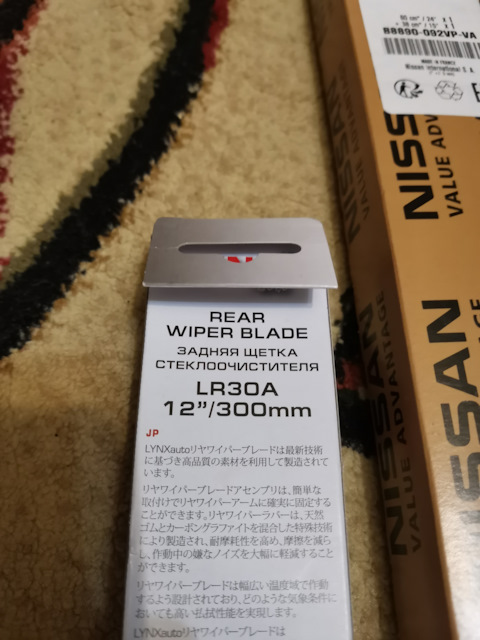 60 cm / 24" X 1
+ 38 cm / 15" X 1
B8890-092VP-VA
MADE IN FRANCE
Nissan International S. A.
NISSAN
VALUE ADVANTAGE
NISSAN
VALUE ADVANTAGE
REAR
WIPER BLADE
ЗАДНЯЯ ЩЕТКА
СТЕКЛООЧИСТИТЕЛЯ
LR30A
12"/300mm
JP
LYNXautoリヤワイパーブレードは最新技術
に基づき高品質の素材を利用して製造されて
います。
リヤワイパーブレードアセンブリは、簡単な
取付けでリヤワイパーアームに確実に固定する
ことができます。リヤワイパーラバーは、天然
ゴムとカーボングラファイトを混合した特殊技術
により製造され、耐摩耗性を高め、摩擦を減ら
し、作動中の嫌なノイズを大幅に軽減すること
ができます。
リヤワイパーブレードは幅広い温度域で作動
するよう設計されており、どのような気象条件に
おいても高い払拭性能を実現します。
LYNXautoリヤワイパーブレードは